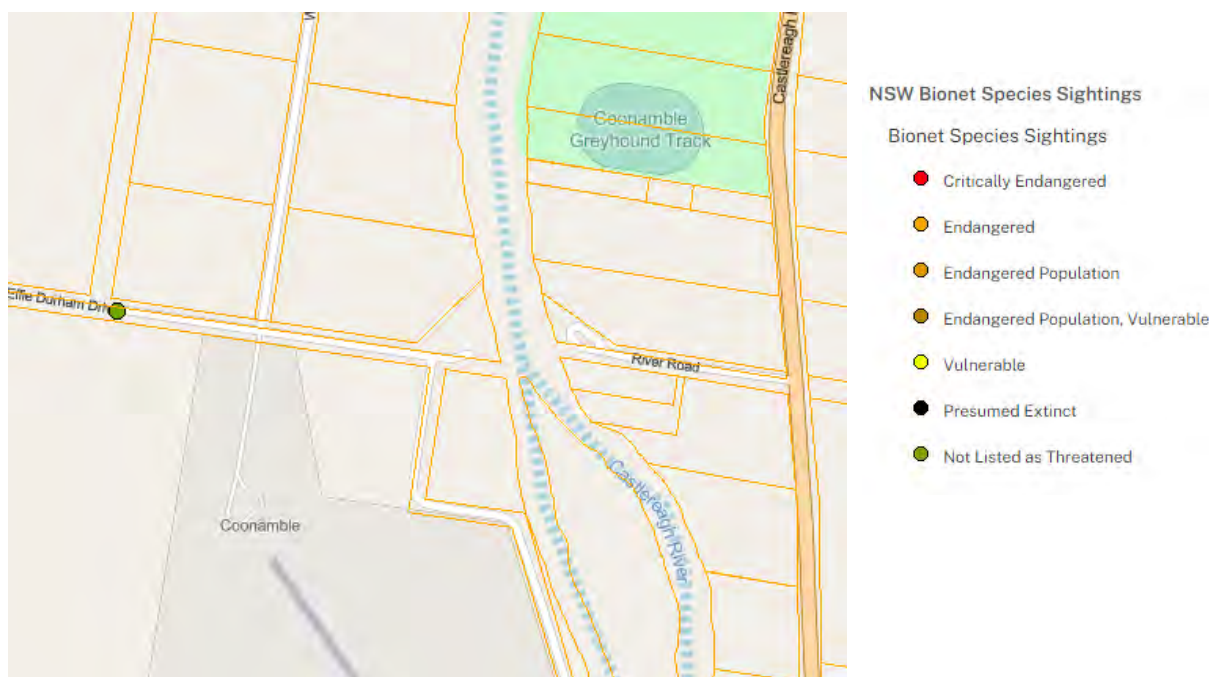 Coonamble
Greyhound Track
Castlereagh
Effie Durham Drive
River Road
Castlereagh River
Coonamble
NSW Bionet Species Sightings
Bionet Species Sightings
Critically Endangered
Endangered
Endangered Population
Endangered Population, Vulnerable
Vulnerable
Presumed Extinct
Not Listed as Threatened